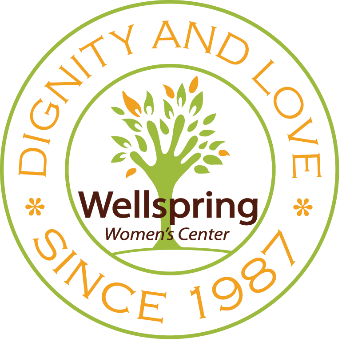 DIGNITY AND LOVE
Wellspring
Women's Center
* SINCE 1987 *